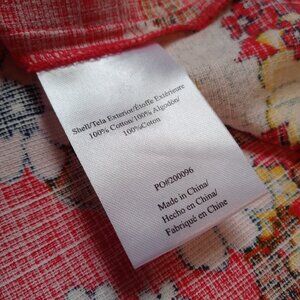 Shell/Tela Exterior/Étoffe Extérieure
100% Cotton/100% Algodón/
100%Coton
PO#200096
Made in China/
Hecho en China/
Fabriqué en Chine